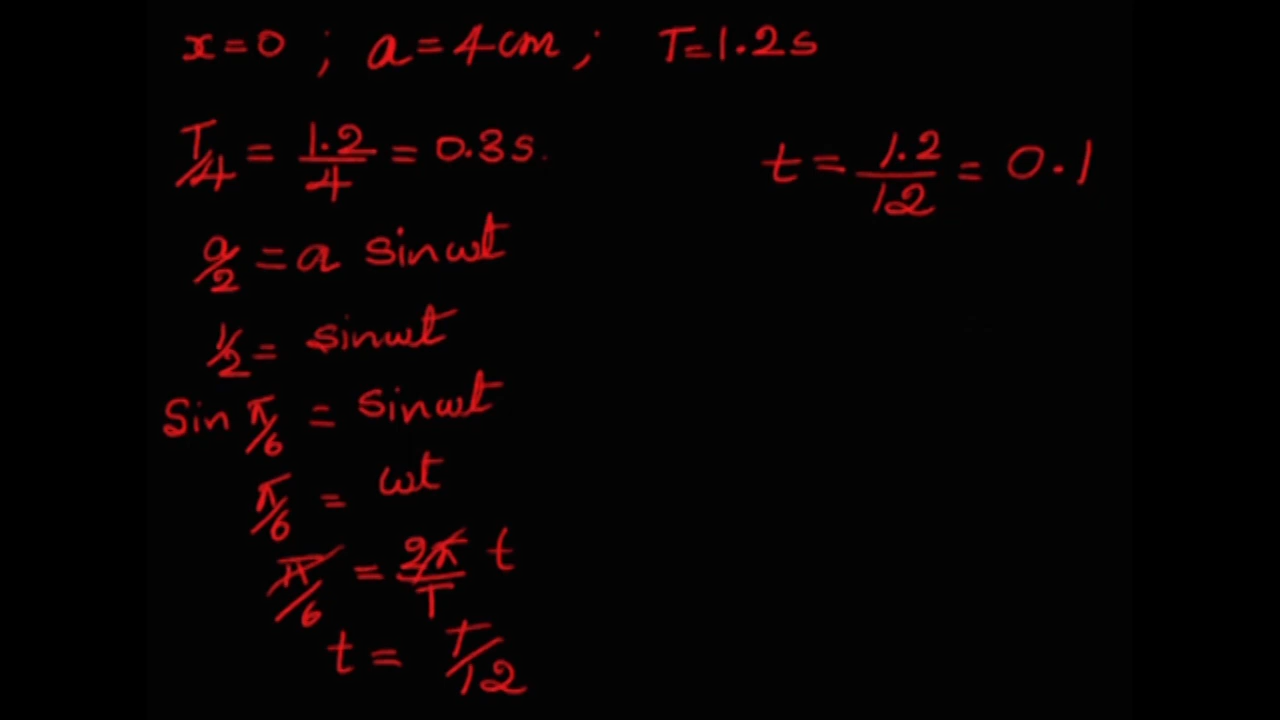 x = 0 ; a = 4 cm ; T = 1.2 s
T/4 = 1.2/4 = 0.3 s.
t = 1.2/12 = 0.1
a/2 = a sin ωt
1/2 = sin ωt
Sin π/6 = sin ωt
π/6 = ωt
π/6 = 2π/T t
t = T/12